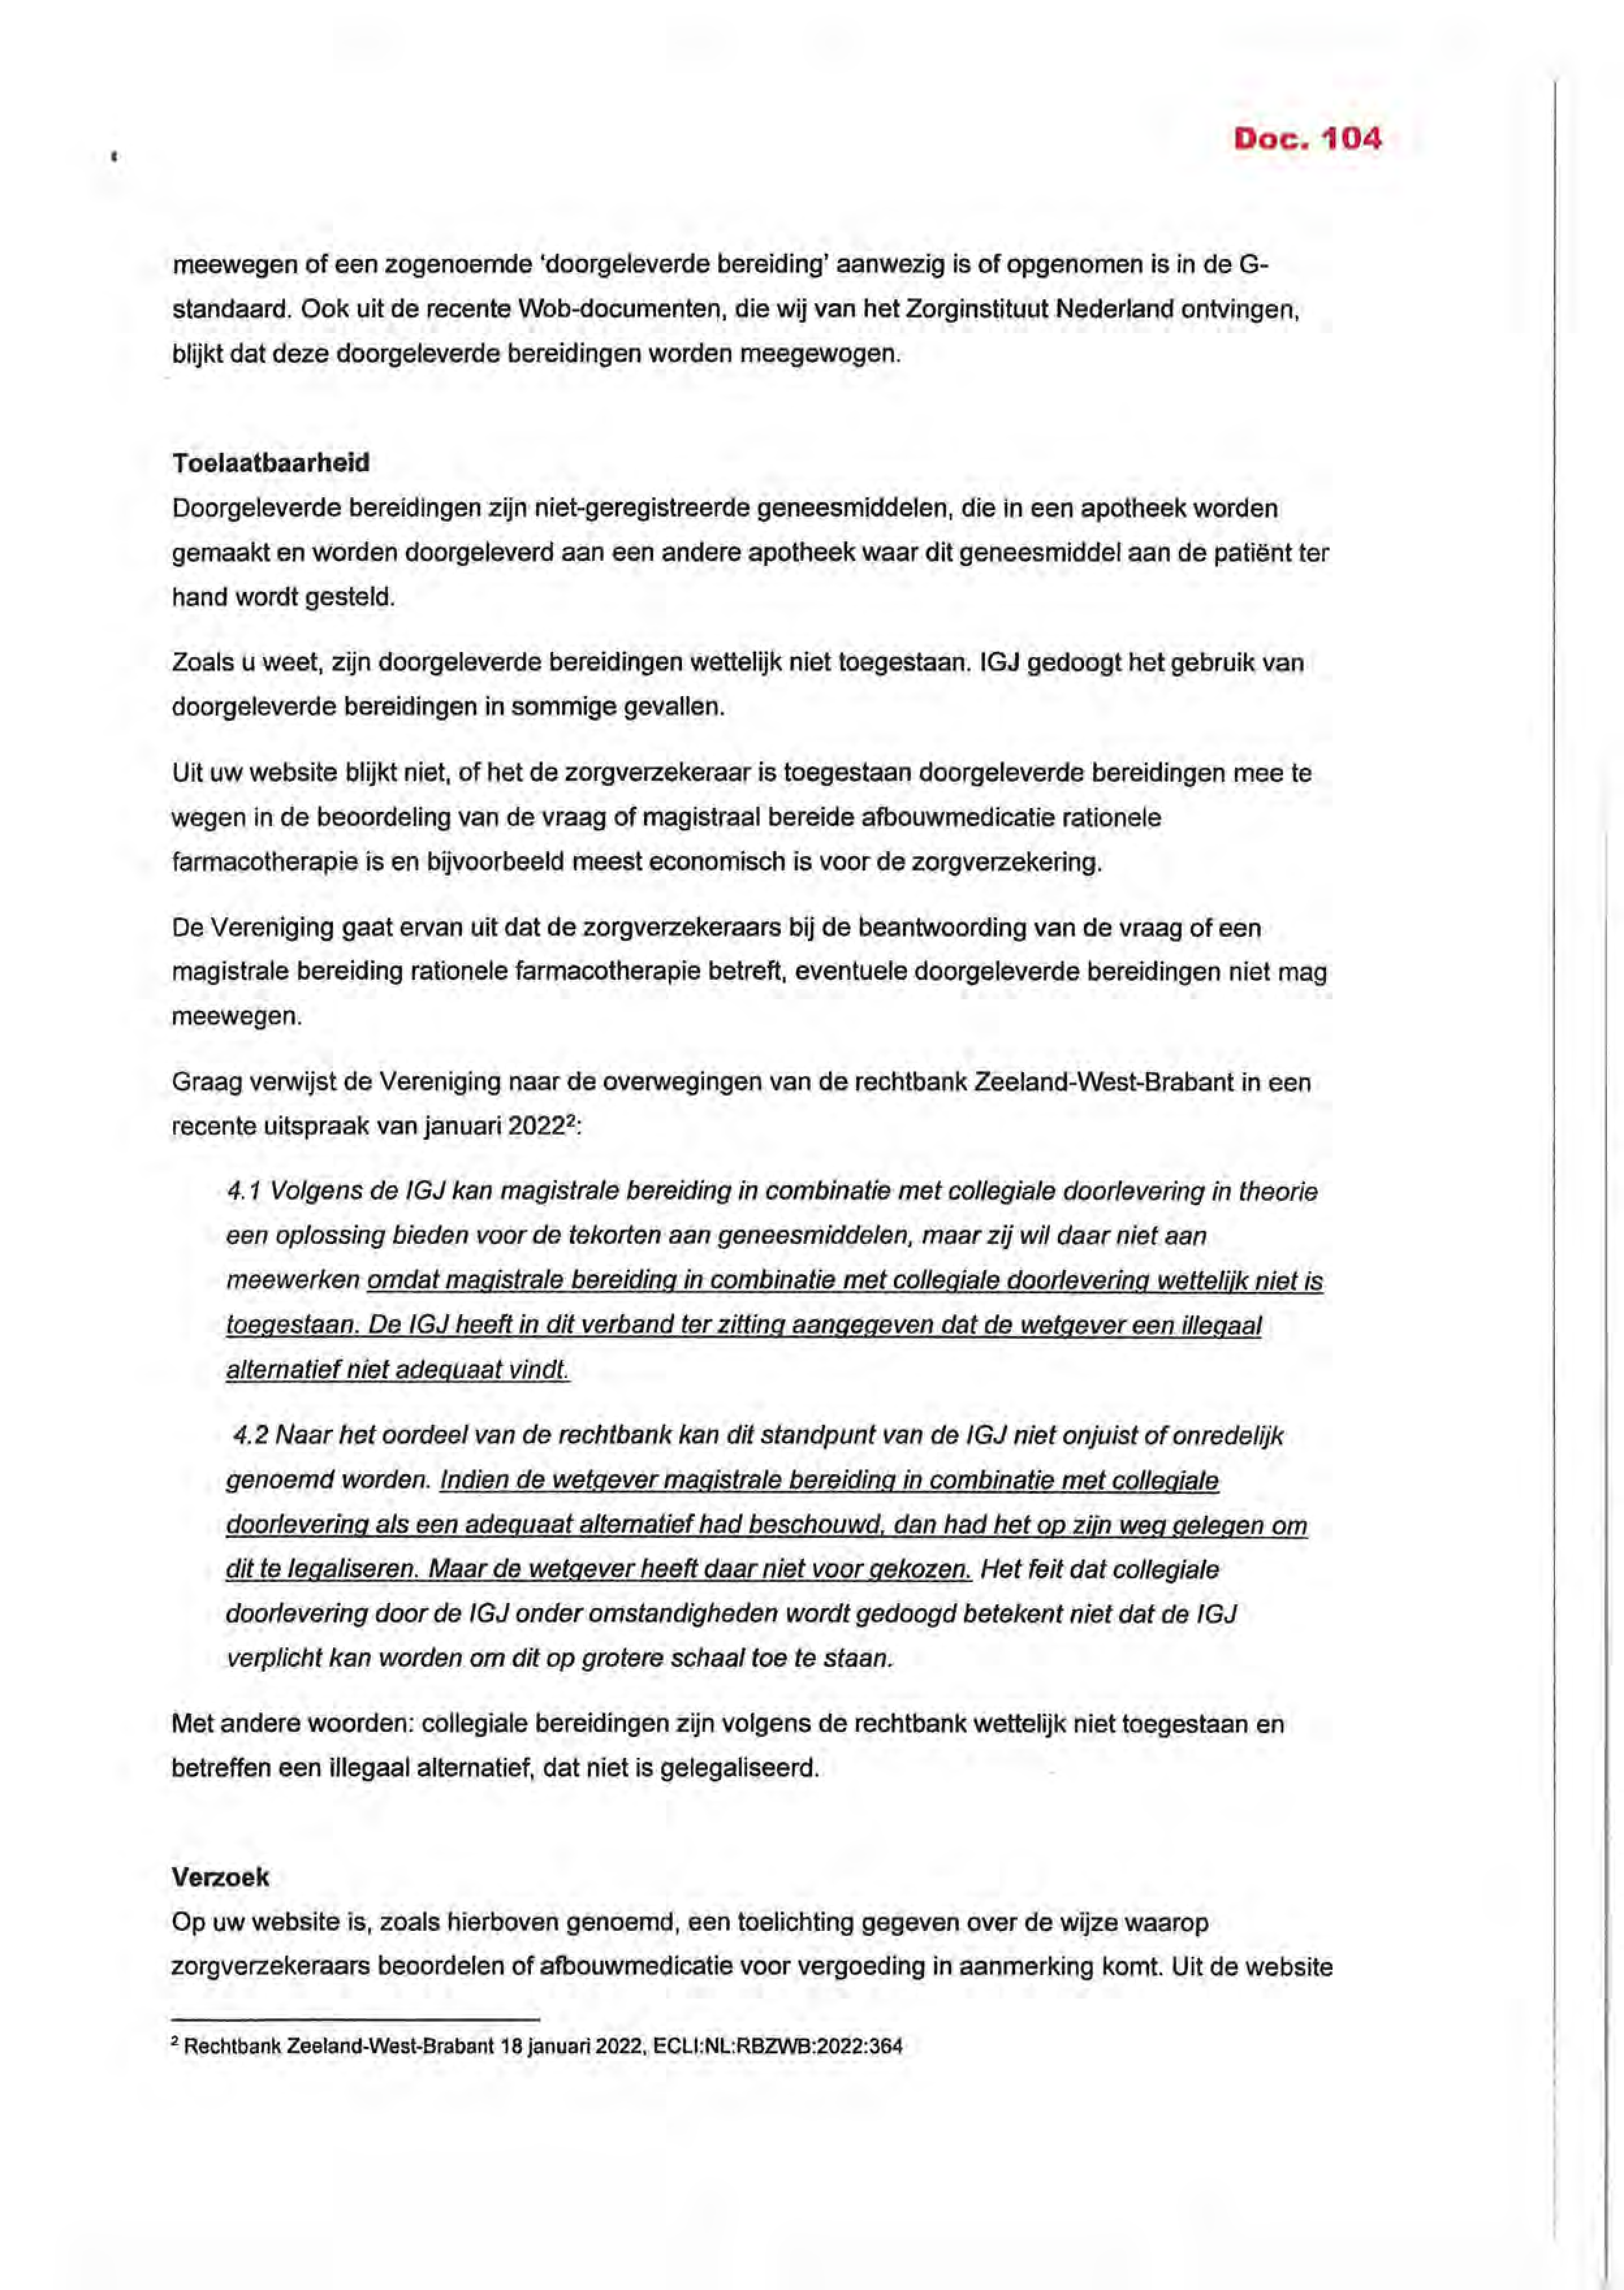 Doc. 104
meewegen of een zogenoemde 'doorgeleverde bereiding' aanwezig is of opgenomen is in de G-
standaard. Ook uit de recente Wob-documenten, die wij van het Zorginstituut Nederland ontvingen,
blijkt dat deze doorgeleverde bereidingen worden meegewogen.
Toelaatbaarheid
Doorgeleverde bereidingen zijn niet-geregistreerde geneesmiddelen, die in een apotheek worden
gemaakt en worden doorgeleverd aan een andere apotheek waar dit geneesmiddel aan de patiënt ter
hand wordt gesteld.
Zoals u weet, zijn doorgeleverde bereidingen wettelijk niet toegestaan. IGJ gedoogt het gebruik van
doorgeleverde bereidingen in sommige gevallen.
Uit uw website blijkt niet, of het de zorgverzekeraar is toegestaan doorgeleverde bereidingen mee te
wegen in de beoordeling van de vraag of magistraal bereide afbouwmedicatie rationele
farmacotherapie is en bijvoorbeeld meest economisch is voor de zorgverzekering.
De Vereniging gaat ervan uit dat de zorgverzekeraars bij de beantwoording van de vraag of een
magistrale bereiding rationele farmacotherapie betreft, eventuele doorgeleverde bereidingen niet mag
meewegen.
Graag verwijst de Vereniging naar de overwegingen van de rechtbank Zeeland-West-Brabant in een
recente uitspraak van januari 2022²:
4.1 Volgens de IGJ kan magistrale bereiding in combinatie met collegiale doorlevering in theorie
een oplossing bieden voor de tekorten aan geneesmiddelen, maar zij wil daar niet aan
meewerken omdat magistrale bereiding in combinatie met collegiale doorlevering wettelijk niet is
toegestaan. De IGJ heeft in dit verband ter zitting aangegeven dat de wetgever een illegaal
alternatief niet adequaat vindt.
4.2 Naar het oordeel van de rechtbank kan dit standpunt van de IGJ niet onjuist of onredelijk
genoemd worden. Indien de wetgever magistrale bereiding in combinatie met collegiale
doorlevering als een adequaat alternatief had beschouwd, dan had het op zijn weg gelegen om
dit te legaliseren. Maar de wetgever heeft daar niet voor gekozen. Het feit dat collegiale
doorlevering door de IGJ onder omstandigheden wordt gedoogd betekent niet dat de IGJ
verplicht kan worden om dit op grotere schaal toe te staan.
Met andere woorden: collegiale bereidingen zijn volgens de rechtbank wettelijk niet toegestaan en
betreffen een illegaal alternatief, dat niet is gelegaliseerd.
Verzoek
Op uw website is, zoals hierboven genoemd, een toelichting gegeven over de wijze waarop
zorgverzekeraars beoordelen of afbouwmedicatie voor vergoeding in aanmerking komt. Uit de website
² Rechtbank Zeeland-West-Brabant 18 januari 2022, ECLI:NL:RBZWB:2022:364